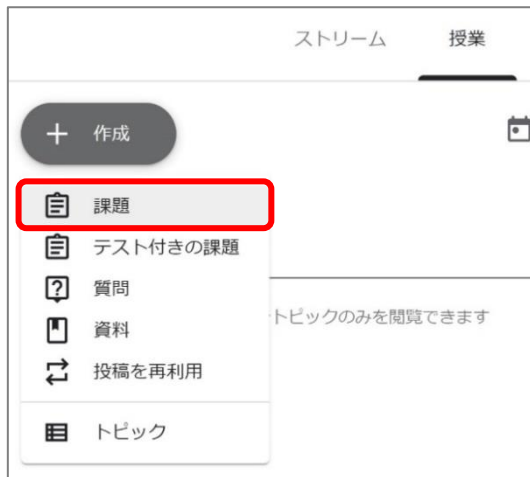 ストリーム 授業
作成
課題
テスト付きの課題
質問
トピックのみを閲覧できます
資料
投稿を再利用
トピック